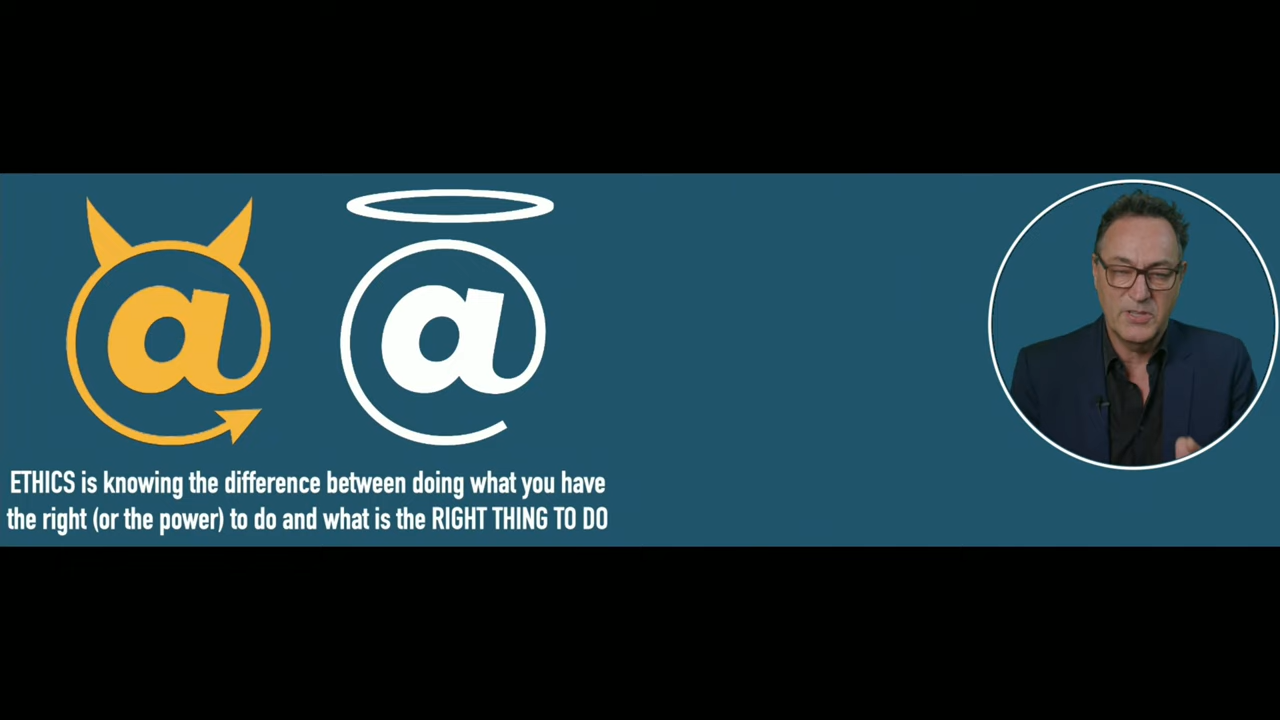 @ @
ETHICS is knowing the difference between doing what you have
the right (or the power) to do and what is the RIGHT THING TO DO